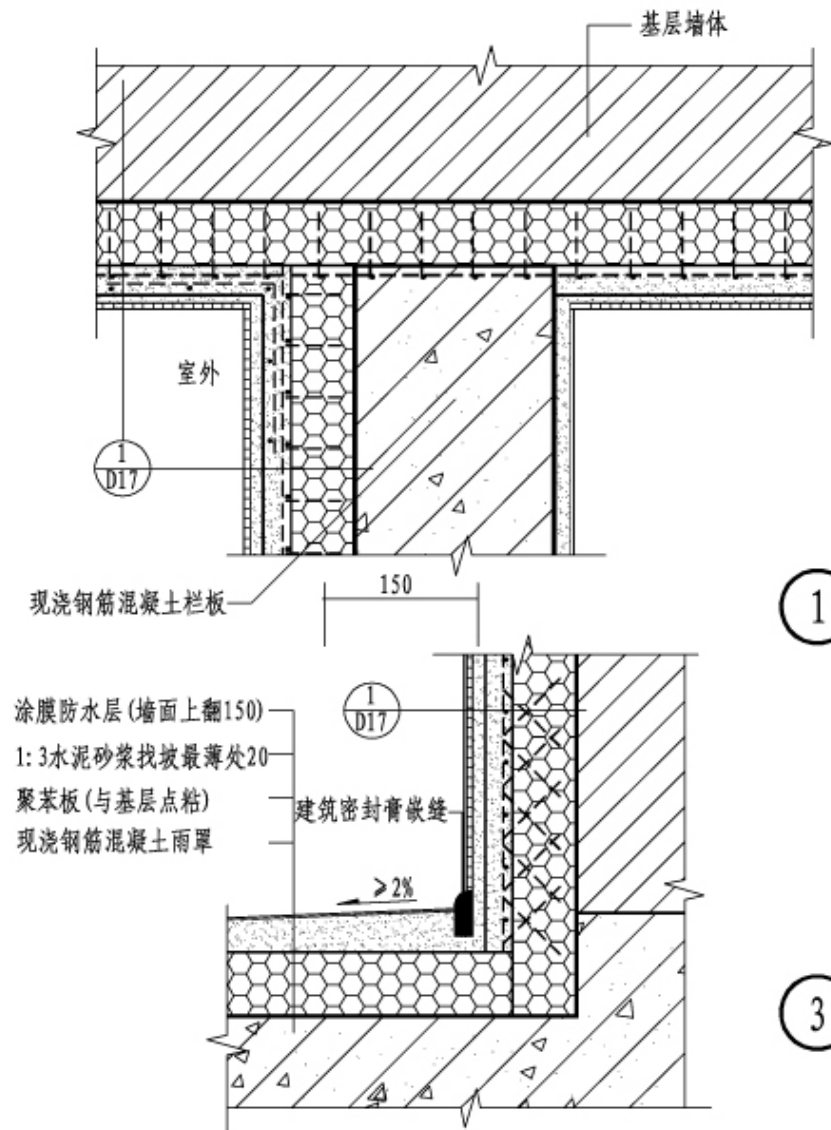 基层墙体
室外
1
D17
现浇钢筋混凝土栏板
150
1
涂膜防水层(墙面上翻150)
1:3水泥砂浆找坡最薄处20
聚苯板(与基层点粘)
现浇钢筋混凝土雨罩
1
D17
建筑密封膏嵌缝
≥2%
3